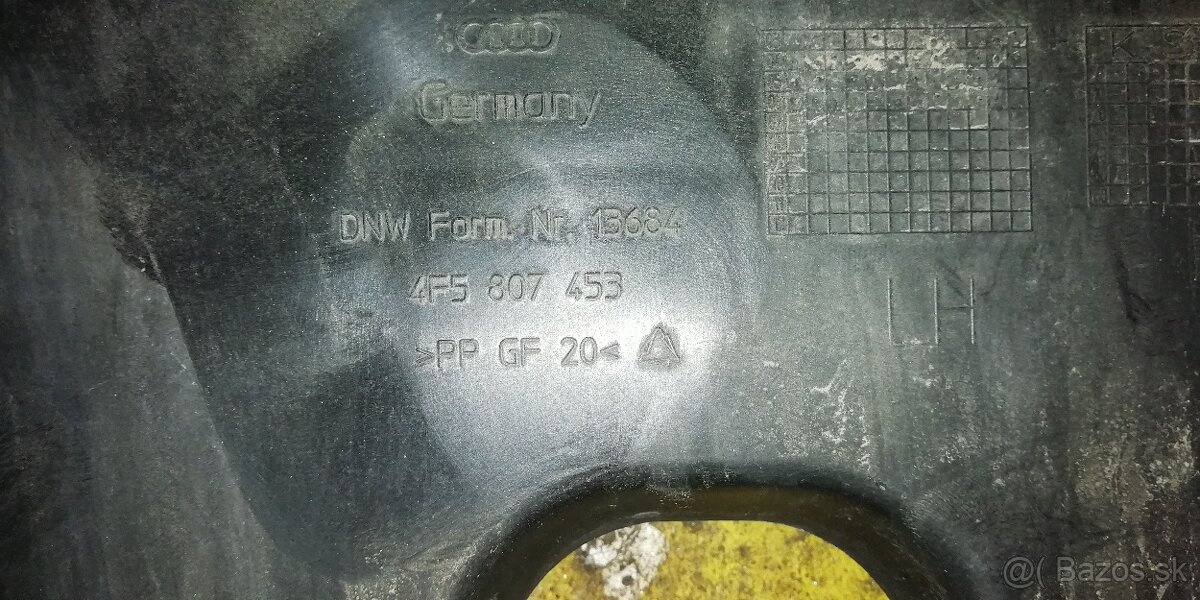 Germany
DNW Form. Nr. 13684
4F5 807 453
>PP GF 20<
LH
@( Bazos.sk